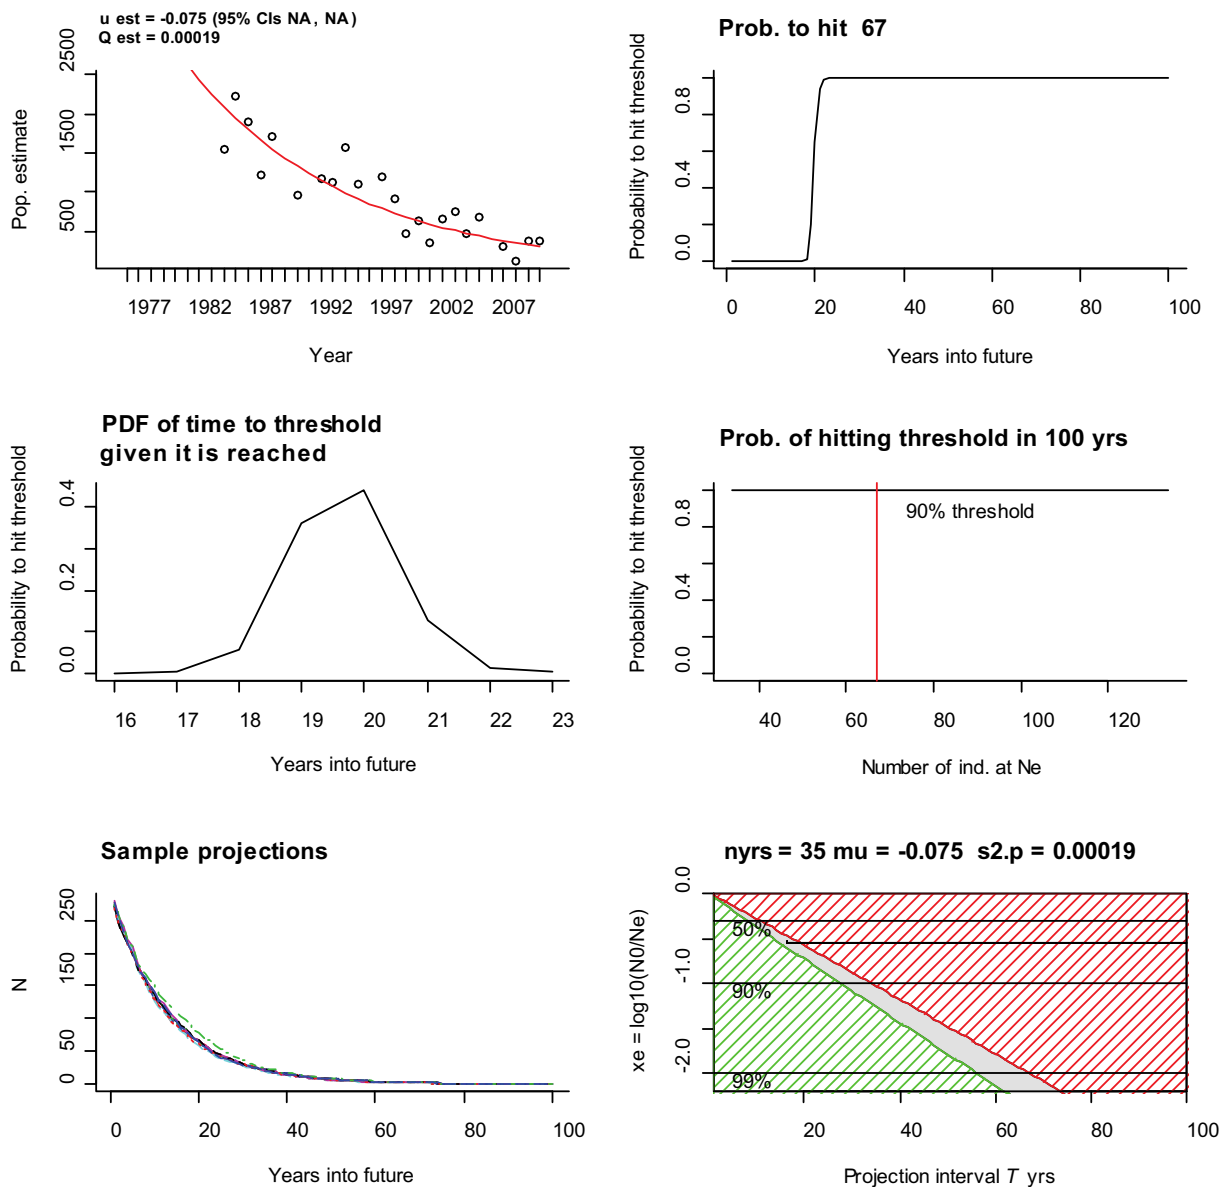 u est = -0.075 (95% CIs NA, NA)
Q est = 0.00019
2500
1500
500
Pop. estimate
1977 1982 1987 1992 1997 2002 2007
Year
Prob. to hit 67
0.8
0.4
0.0
Probability to hit threshold
0 20 40 60 80 100
Years into future
PDF of time to threshold
given it is reached
0.4
0.2
0.0
Probability to hit threshold
16 17 18 19 20 21 22 23
Years into future
Prob. of hitting threshold in 100 yrs
0.8
0.4
0.0
Probability to hit threshold
90% threshold
40 60 80 100 120
Number of ind. at Ne
Sample projections
250
150
50
0
N
0 20 40 60 80 100
Years into future
nyrs = 35 mu = -0.075 s2.p = 0.00019
0.0
-1.0
-2.0
xe = log10(N0/Ne)
50%
90%
99%
0 20 40 60 80 100
Projection interval T yrs